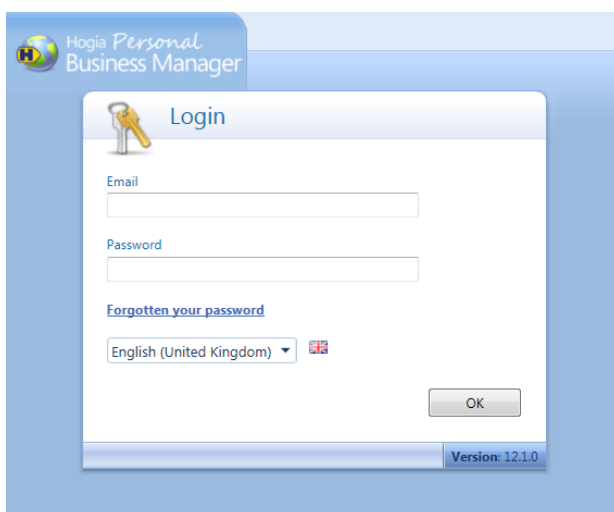 Hogia Personal
Business Manager
Login
Email
Password
Forgotten your password
English (United Kingdom)
OK
Version: 12.1.0